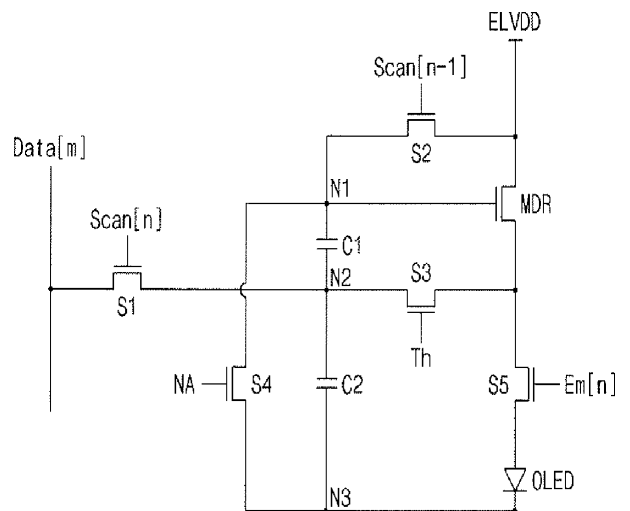 ELVDD
Scan[n-1]
Data[m]
S2
N1
MDR
Scan[n]
C1
S3
N2
S1
Th
NA
S4
C2
S5
Em[n]
OLED
N3